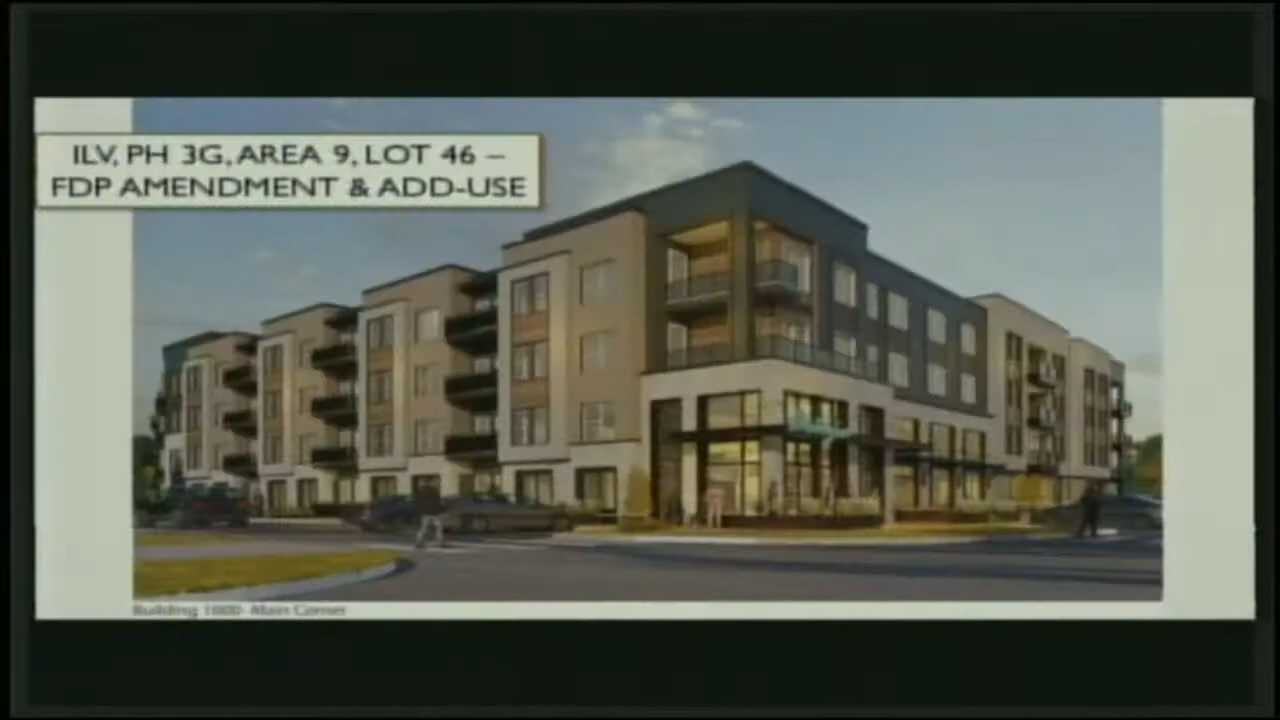 ILV, PH 3G, AREA 9, LOT 46 –
FDP AMENDMENT & ADD-USE
Building 1000- Main Corner